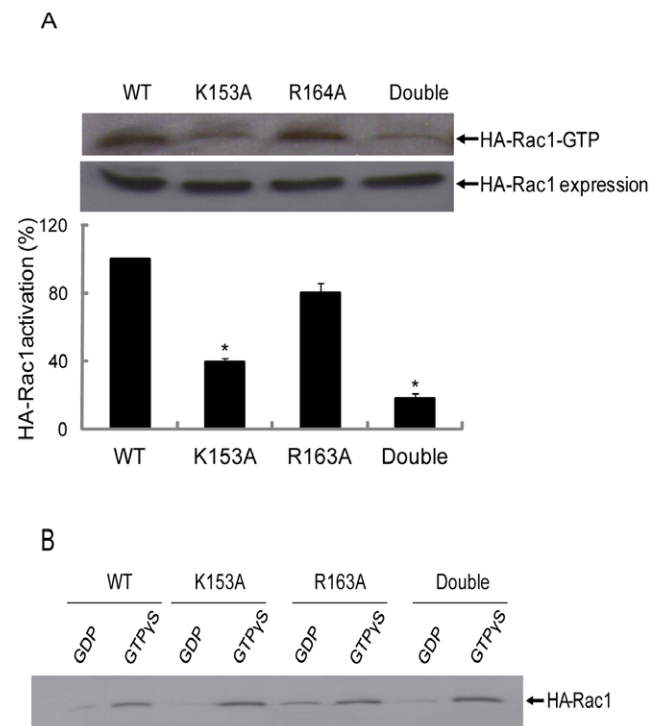 A
WT K153A R164A Double
HA-Rac1-GTP
HA-Rac1 expression
HA-Rac1activation (%)
120
80
40
0
* *
WT K153A R163A Double
B
WT K153A R163A Double
GDP GTPγS GDP GTPγS GDP GTPγS GDP GTPγS
HA-Rac1